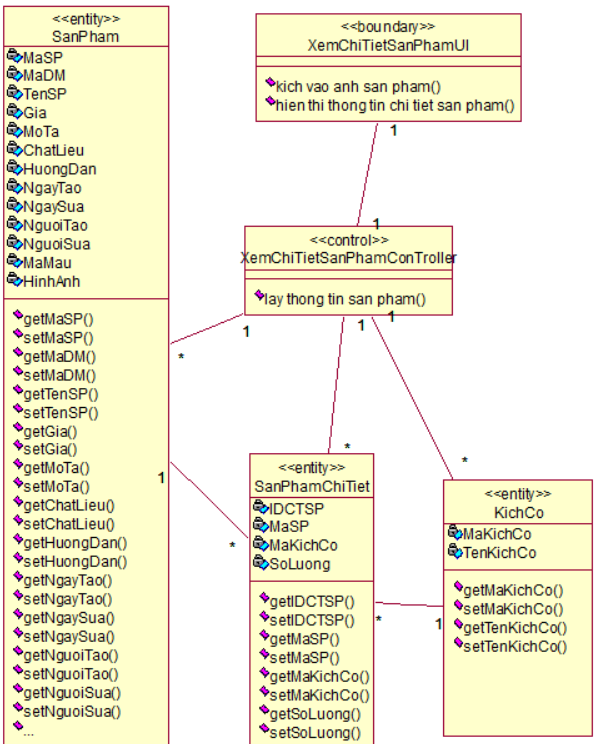 <<entity>>
SanPham
MaSP
MaDM
TenSP
Gia
MoTa
ChatLieu
HuongDan
NgayTao
NgaySua
NguoiTao
NguoiSua
MaMau
HinhAnh
getMaSP()
setMaSP()
getMaDM()
setMaDM()
getTenSP()
setTenSP()
getGia()
setGia()
getMoTa()
setMoTa()
getChatLieu()
setChatLieu()
getHuongDan()
setHuongDan()
getNgayTao()
setNgayTao()
getNgaySua()
setNgaySua()
getNguoiTao()
setNguoiTao()
getNguoiSua()
setNguoiSua()
...
<<boundary>>
XemChiTietSanPhamUI
kich vao anh san pham()
hien thi thong tin chi tiet san pham()
1
1
<<control>>
XemChiTietSanPhamConTroller
lay thong tin san pham()
1
*
1
*
1
*
1
*
<<entity>>
SanPhamChiTiet
IDCTSP
MaSP
MaKichCo
SoLuong
getIDCTSP()
setIDCTSP()
getMaSP()
setMaSP()
getMaKichCo()
setMaKichCo()
getSoLuong()
setSoLuong()
*
1
<<entity>>
KichCo
MaKichCo
TenKichCo
getMaKichCo()
setMaKichCo()
getTenKichCo()
setTenKichCo()